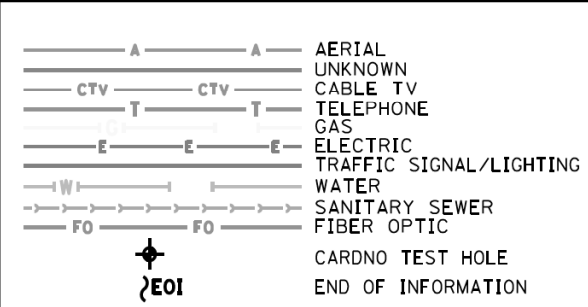 A A AERIAL
UNKNOWN
CTV CTV CABLE TV
T T TELEPHONE
G GAS
E E E ELECTRIC
TRAFFIC SIGNAL/LIGHTING
W WATER
SANITARY SEWER
FO FO FIBER OPTIC
CARDNO TEST HOLE
EOI END OF INFORMATION